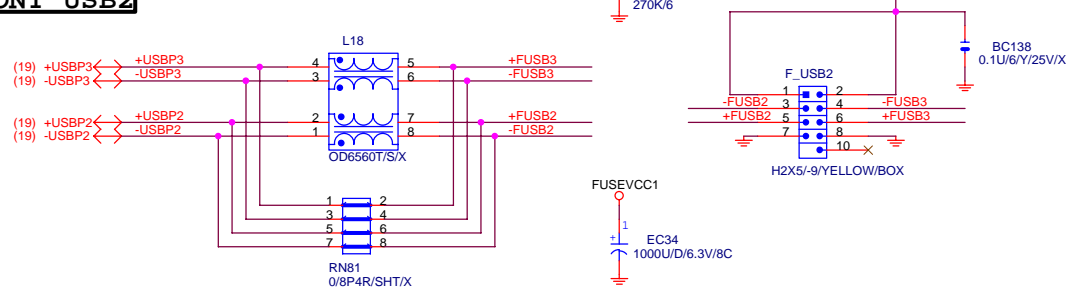 ONT USB2
270K/6
L18
(19) +USBP3 +USBP3 4 5 +FUSB3
(19) -USBP3 -USBP3 3 6 -FUSB3
(19) +USBP2 +USBP2 2 7 +FUSB2
(19) -USBP2 -USBP2 1 8 -FUSB2
OD6560T/S/X
1 2
3 4
5 6
7 8
RN81
0/8P4R/SHT/X
FUSEVCC1
1
+
EC34
1000U/D/6.3V/8C
BC138
0.1U/6/Y/25V/X
F_USB2
1 2
-FUSB2 3 4 -FUSB3
+FUSB2 5 6 +FUSB3
7 8
10
H2X5/-9/YELLOW/BOX